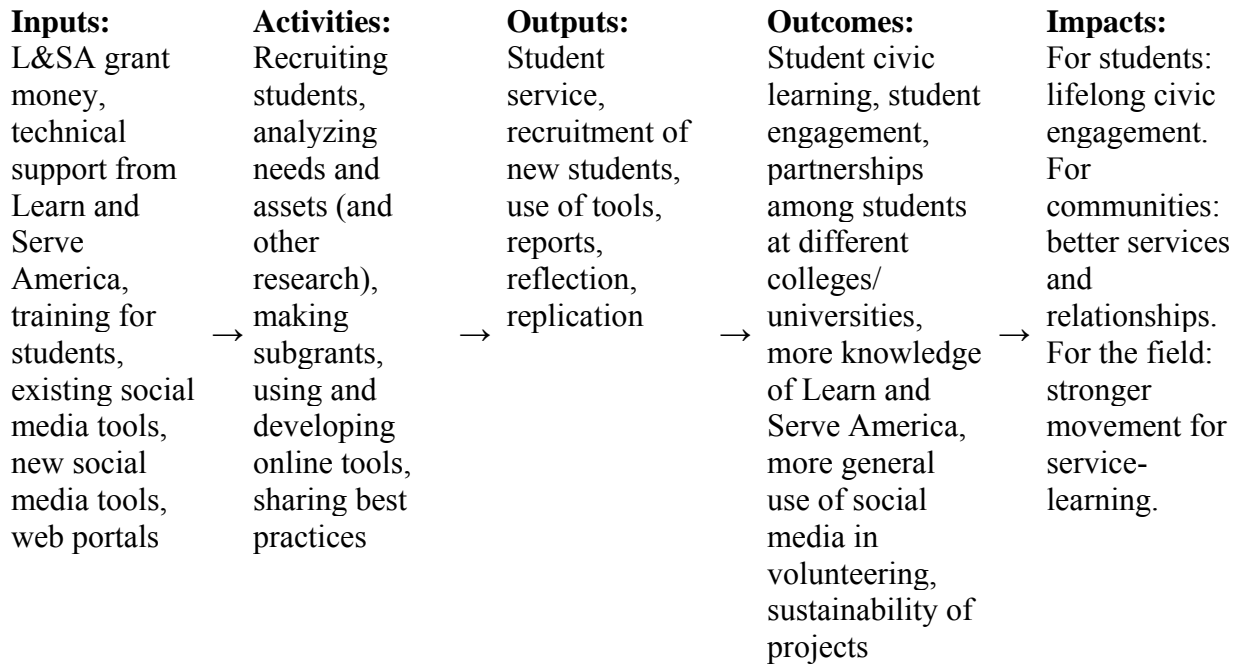 Inputs:
L&SA grant
money,
technical
support from
Learn and
Serve
America,
training for
students,
existing social
media tools,
new social
media tools,
web portals
→
Activities:
Recruiting
students,
analyzing
needs and
assets (and
other
research),
making
subgrants,
using and
developing
online tools,
sharing best
practices
→
Outputs:
Student
service,
recruitment of
new students,
use of tools,
reports,
reflection,
replication
→
Outcomes:
Student civic
learning, student
engagement,
partnerships
among students
at different
colleges/
universities,
more knowledge
of Learn and
Serve America,
more general
use of social
media in
volunteering,
sustainability of
projects
→
Impacts:
For students:
lifelong civic
engagement.
For
communities:
better services
and
relationships.
For the field:
stronger
movement for
service-
learning.